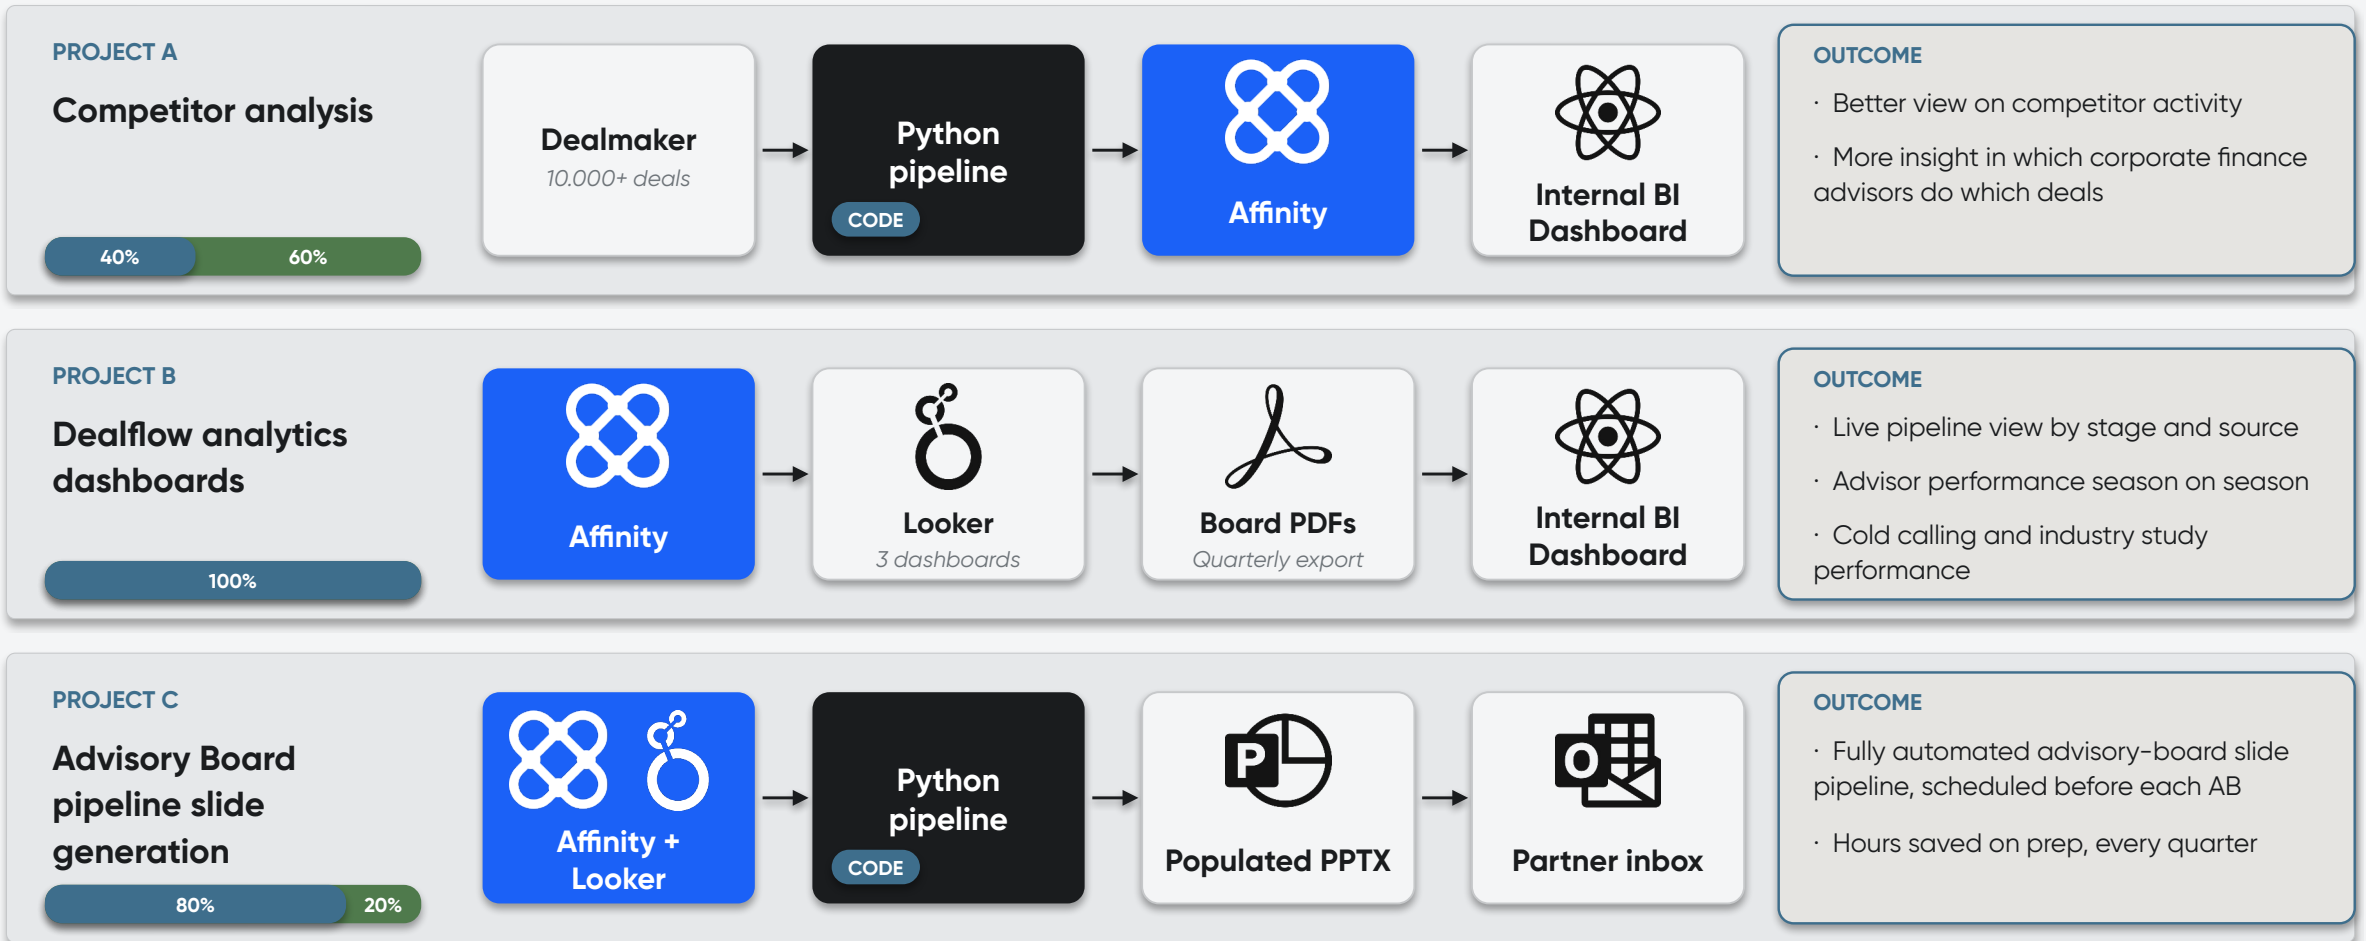 PROJECT A
Competitor analysis
40%
60%
Dealmaker
10.000+ deals
Python
pipeline
CODE
Affinity
Internal BI
Dashboard
OUTCOME
· Better view on competitor activity
· More insight in which corporate finance
advisors do which deals
PROJECT B
Dealflow analytics
dashboards
100%
Affinity
Looker
3 dashboards
Board PDFs
Quarterly export
Internal BI
Dashboard
OUTCOME
· Live pipeline view by stage and source
· Advisor performance season on season
· Cold calling and industry study
performance
PROJECT C
Advisory Board
pipeline slide
generation
80%
20%
Affinity +
Looker
Python
pipeline
CODE
P
Populated PPTX
O
Partner inbox
OUTCOME
· Fully automated advisory-board slide
pipeline, scheduled before each AB
· Hours saved on prep, every quarter